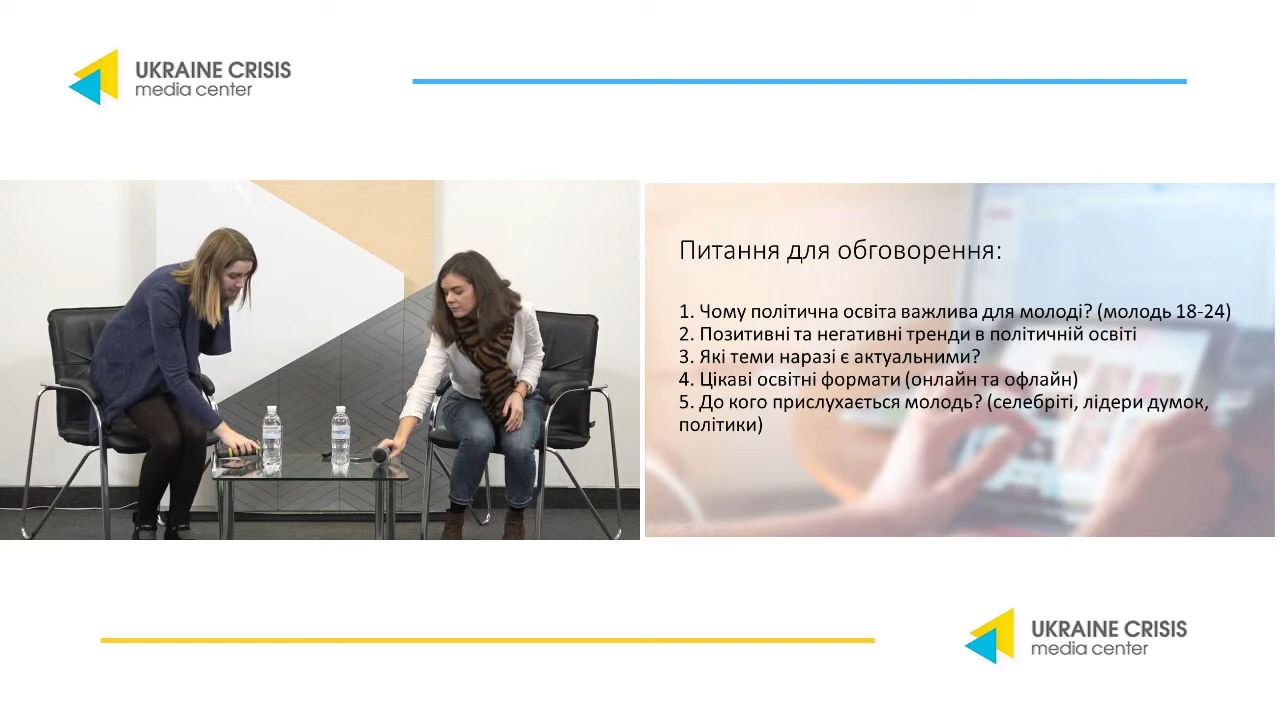 UKRAINE CRISIS
media center
Питання для обговорення:
1. Чому політична освіта важлива для молоді? (молодь 18-24)
2. Позитивні та негативні тренди в політичній освіті
3. Які теми наразі є актуальними?
4. Цікаві освітні формати (онлайн та офлайн)
5. До кого прислухається молодь? (селебріті, лідери думок,
політики)
UKRAINE CRISIS
media center